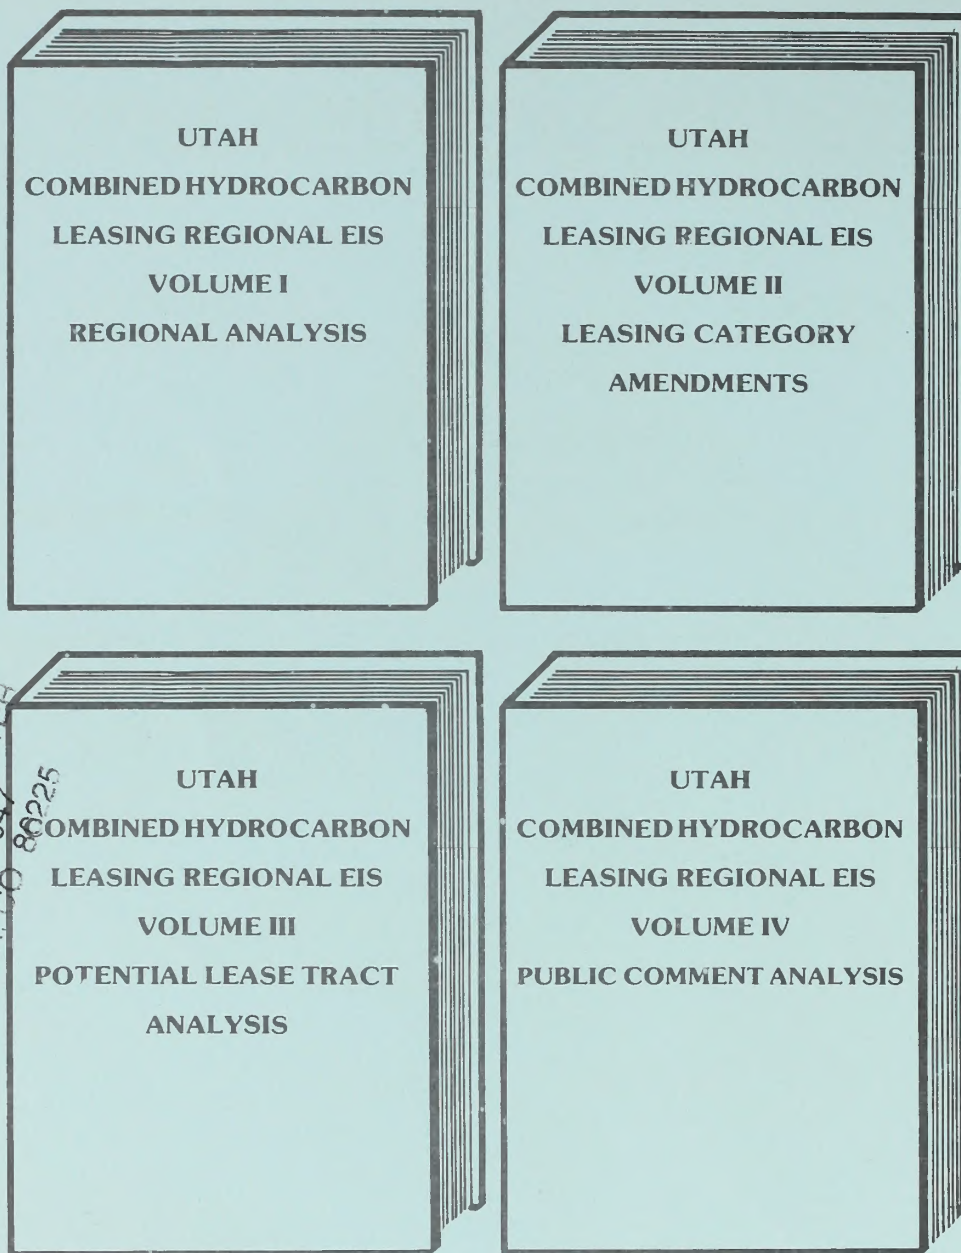 UTAH
COMBINED HYDROCARBON
LEASING REGIONAL EIS
VOLUME I
REGIONAL ANALYSIS
UTAH
COMBINED HYDROCARBON
LEASING REGIONAL EIS
VOLUME II
LEASING CATEGORY
AMENDMENTS
UTAH
COMBINED HYDROCARBON
LEASING REGIONAL EIS
VOLUME III
POTENTIAL LEASE TRACT
ANALYSIS
86225
UTAH
COMBINED HYDROCARBON
LEASING REGIONAL EIS
VOLUME IV
PUBLIC COMMENT ANALYSIS